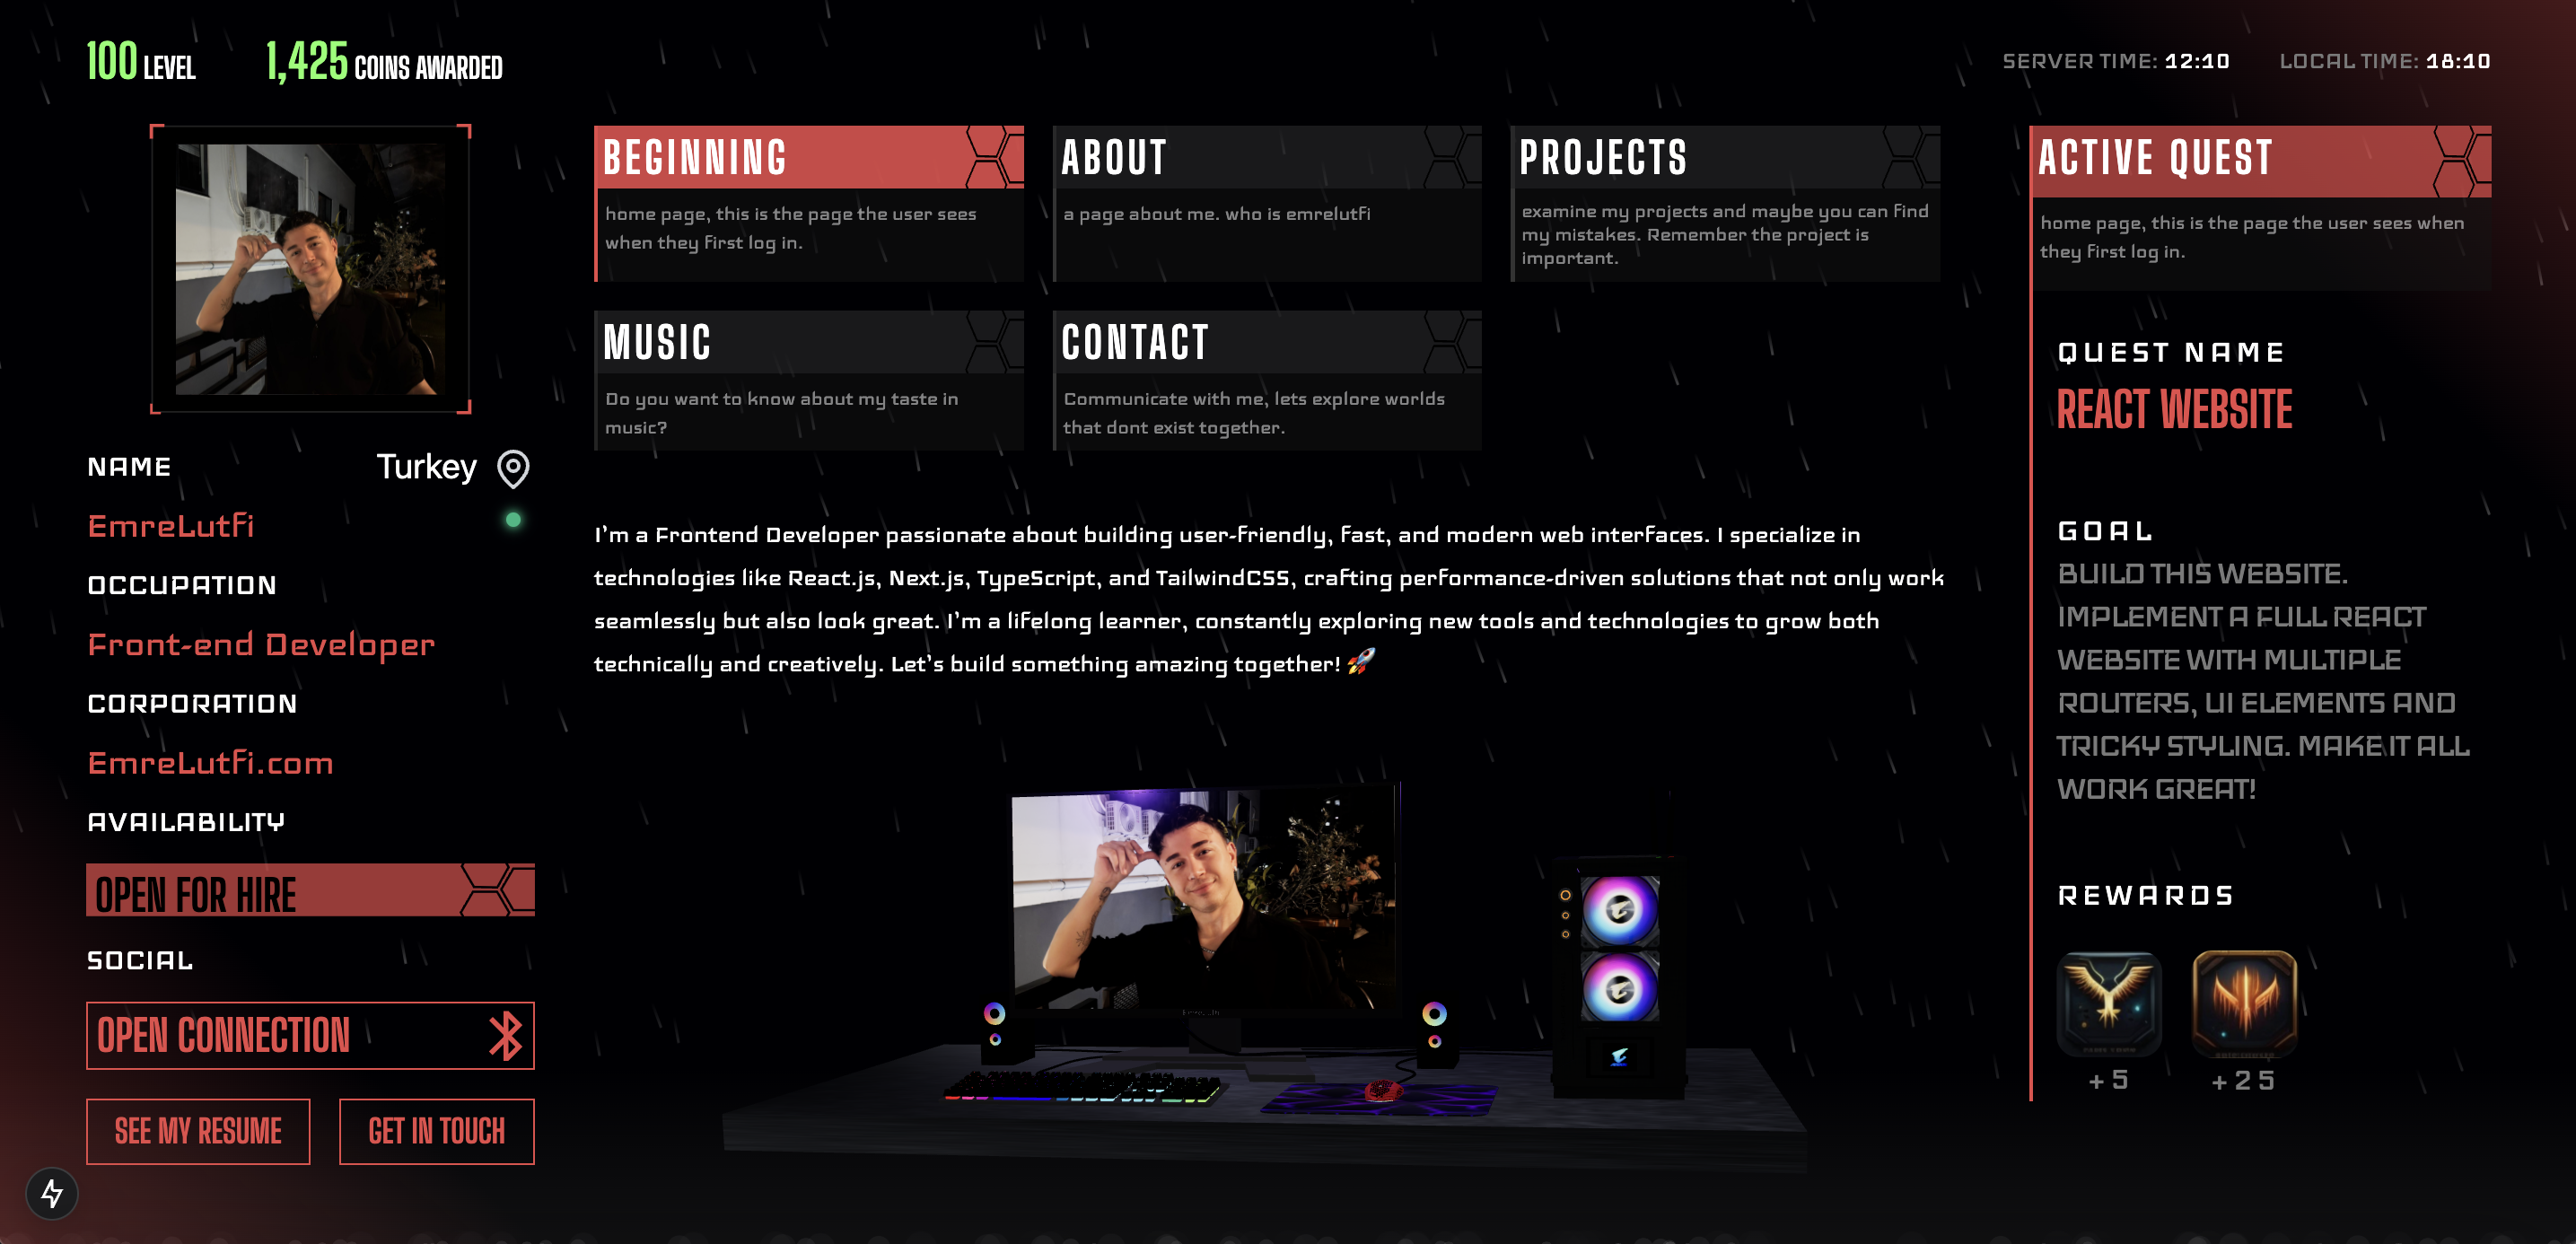 100 LEVEL
1,425 COINS AWARDED
SERVER TIME: 12:10
LOCAL TIME: 18:10
NAME
Turkey
EmreLutfi
OCCUPATION
Front-end Developer
CORPORATION
EmreLutfi.com
AVAILABILITY
OPEN FOR HIRE
SOCIAL
OPEN CONNECTION
SEE MY RESUME
GET IN TOUCH
BEGINNING
home page, this is the page the user sees
when they first log in.
ABOUT
a page about me. who is emrelutfi
PROJECTS
examine my projects and maybe you can find
my mistakes. Remember the project is
important.
MUSIC
Do you want to know about my taste in
music?
CONTACT
Communicate with me, lets explore worlds
that dont exist together.
I'm a Frontend Developer passionate about building user-friendly, fast, and modern web interfaces. I specialize in
technologies like React.js, Next.js, TypeScript, and TailwindCSS, crafting performance-driven solutions that not only work
seamlessly but also look great. I'm a lifelong learner, constantly exploring new tools and technologies to grow both
technically and creatively. Let's build something amazing together! 🚀
ACTIVE QUEST
home page, this is the page the user sees when
they first log in.
QUEST NAME
REACT WEBSITE
GOAL
BUILD THIS WEBSITE.
IMPLEMENT A FULL REACT
WEBSITE WITH MULTIPLE
ROUTERS, UI ELEMENTS AND
TRICKY STYLING. MAKE IT ALL
WORK GREAT!
REWARDS
+5
+25